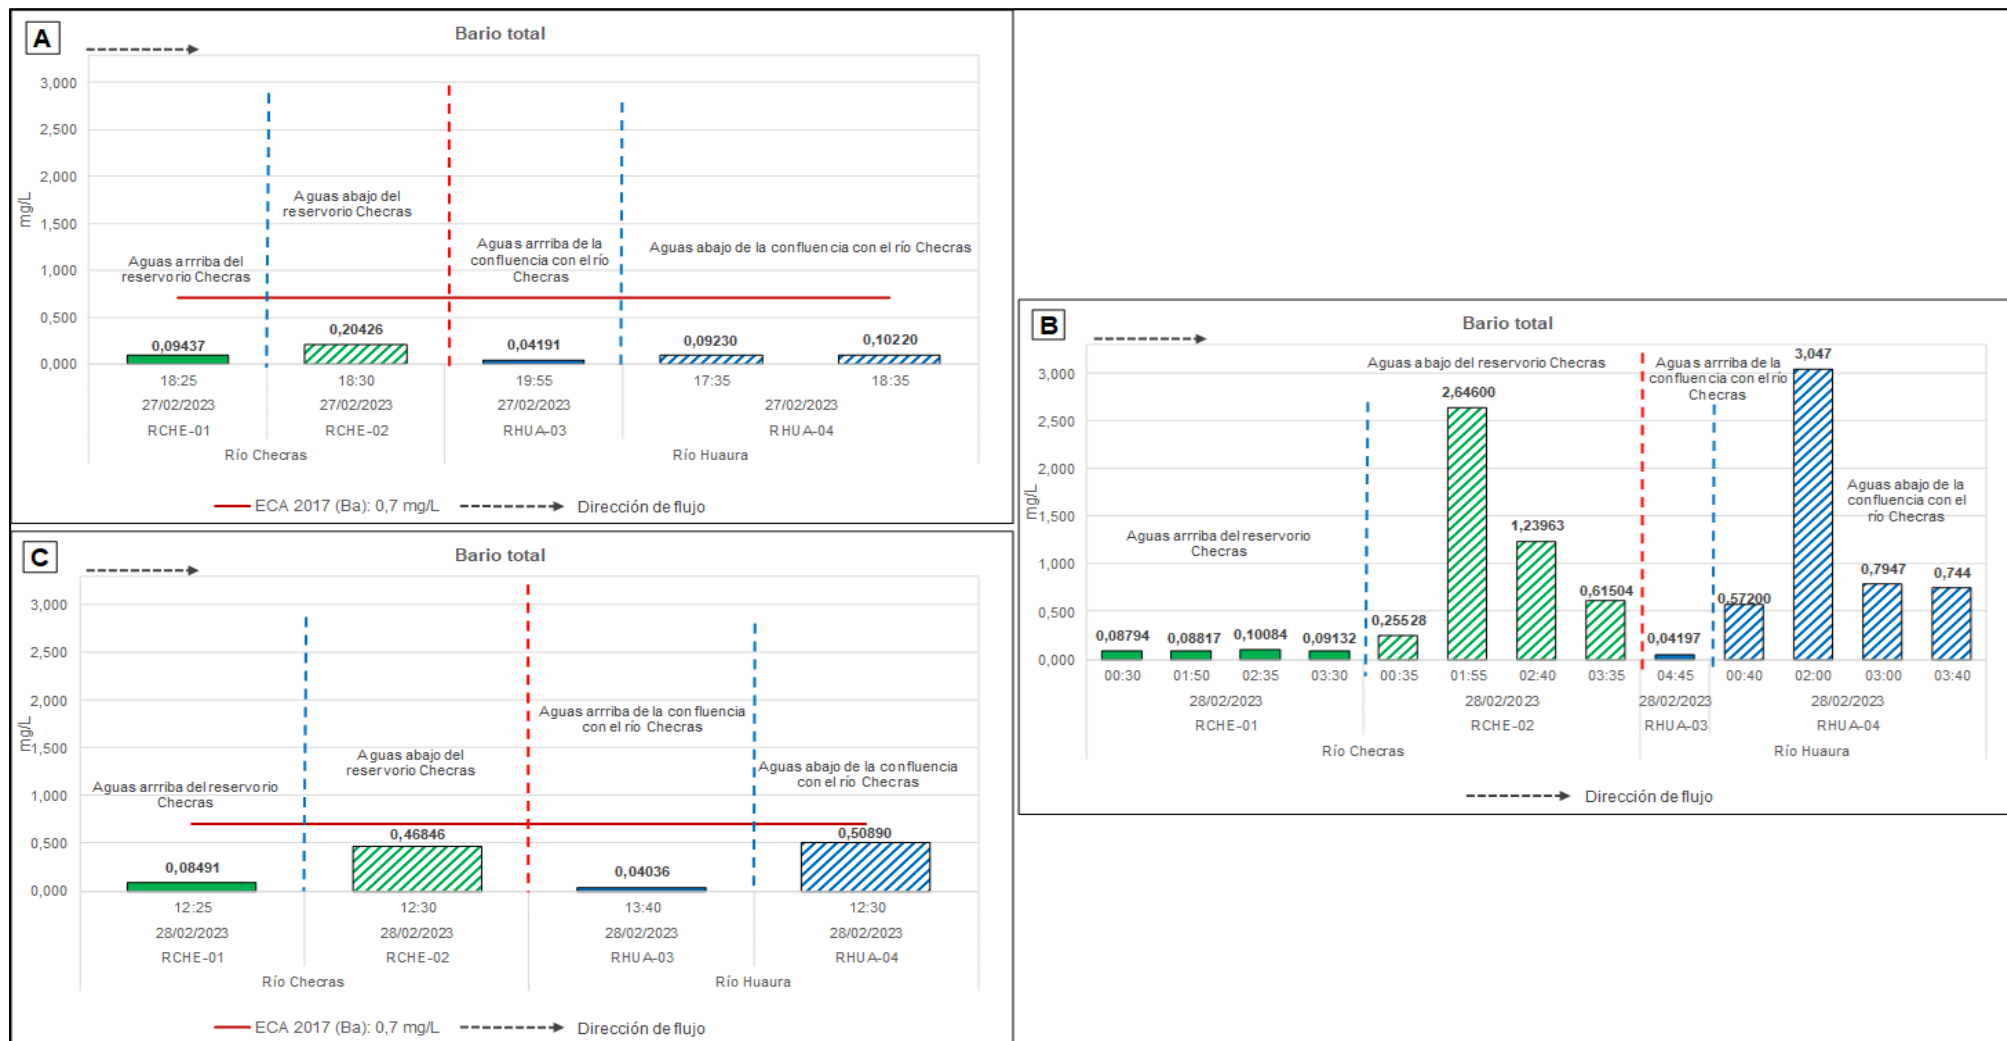 A
Bario total
3,000
2,500
2,000
1,500
1,000
0,500
0,000
mg/L
Aguas arrriba del
reservorio Checras
Aguas abajo del
reservorio Checras
Aguas arrriba de la
confluencia con el río
Checras
Aguas abajo de la confluencia con el río Checras
0,09437
0,20426
0,04191
0,09230
0,10220
18:25
18:30
19:55
17:35
18:35
27/02/2023
27/02/2023
27/02/2023
27/02/2023
RCHE-01
RCHE-02
RHUA-03
RHUA-04
Río Checras
Río Huaura
ECA 2017 (Ba): 0,7 mg/L
Dirección de flujo
B
Bario total
3,000
2,500
2,000
1,500
1,000
0,500
0,000
mg/L
Aguas arrriba del reservorio
Checras
Aguas abajo del reservorio Checras
Aguas arrriba de la
confluencia con el río
Checras
Aguas abajo de la
confluencia con el
río Checras
0,08794
0,08817
0,10084
0,09132
0,25528
2,64600
1,23963
0,61504
0,04197
0,57200
3,047
0,7947
0,744
00:30
01:50
02:35
03:30
00:35
01:55
02:40
03:35
04:45
00:40
02:00
03:00
03:40
28/02/2023
28/02/2023
28/02/2023
28/02/2023
RCHE-01
RCHE-02
RHUA-03
RHUA-04
Río Checras
Río Huaura
Dirección de flujo
C
Bario total
3,000
2,500
2,000
1,500
1,000
0,500
0,000
mg/L
Aguas arrriba del reservorio
Checras
Aguas abajo del
reservorio Checras
Aguas arrriba de la confluencia
con el río Checras
Aguas abajo de la confluencia
con el río Checras
0,08491
0,46846
0,04036
0,50890
12:25
12:30
13:40
12:30
28/02/2023
28/02/2023
28/02/2023
28/02/2023
RCHE-01
RCHE-02
RHUA-03
RHUA-04
Río Checras
Río Huaura
ECA 2017 (Ba): 0,7 mg/L
Dirección de flujo